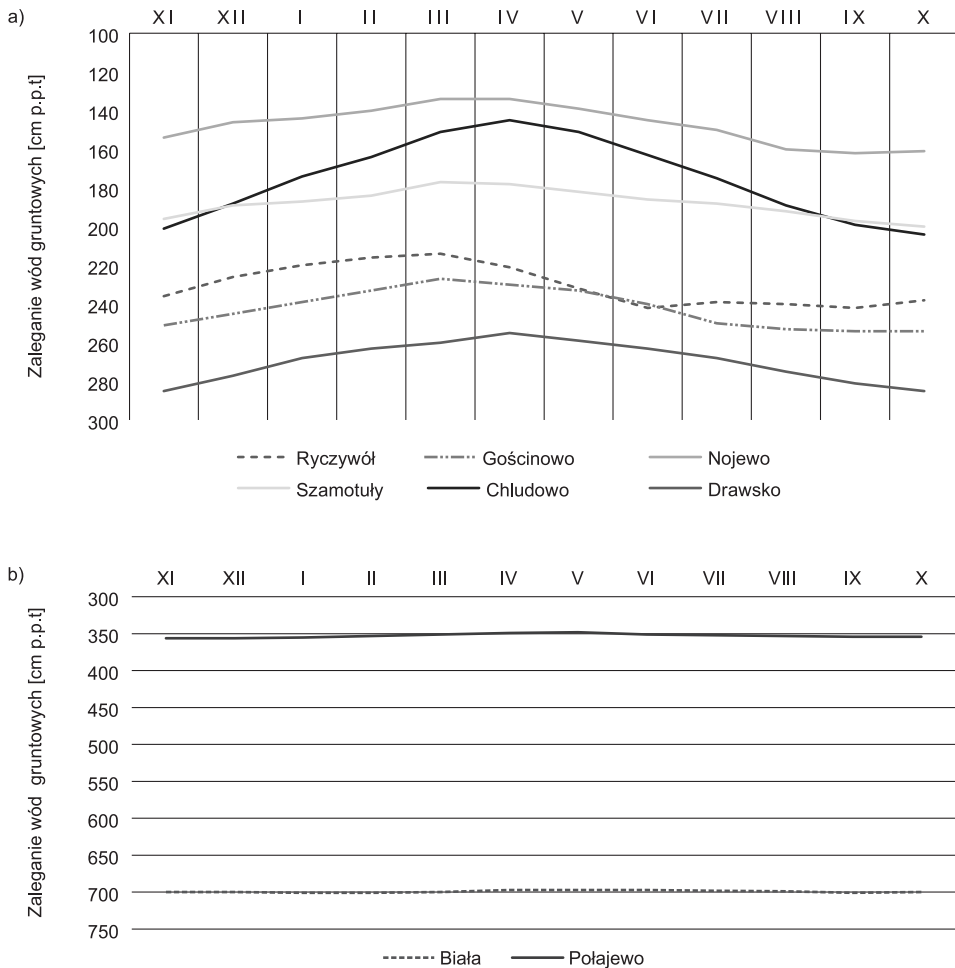 a)
XI XII I II III IV V VI VII VIII IX X
Zaleganie wód gruntowych [cm p.p.t]
100
120
140
160
180
200
220
240
260
280
300
Ryczywół Gościnowo Nojewo
Szamotuły Chludowo Drawsko
b)
XI XII I II III IV V VI VII VIII IX X
Zaleganie wód gruntowych [cm p.p.t]
300
350
400
450
500
550
600
650
700
750
Biała Połajewo